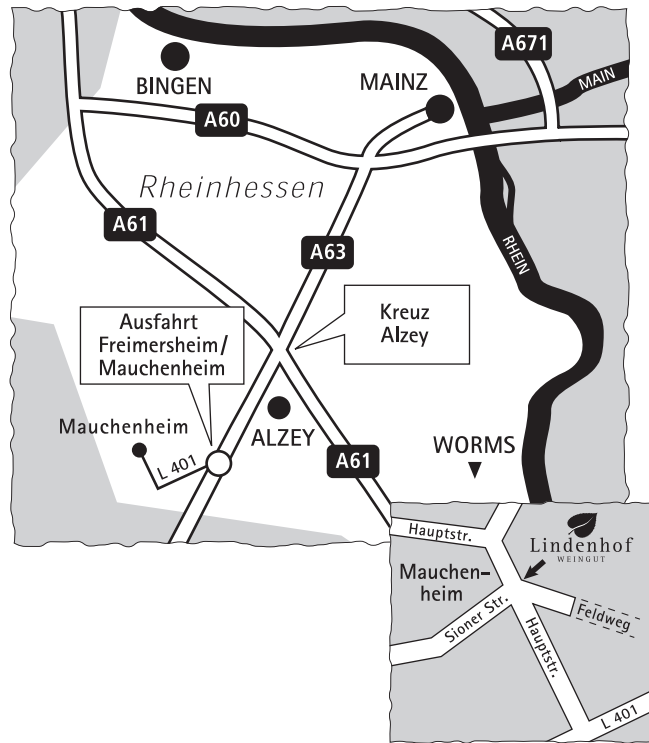 A671
BINGEN
MAINZ
MAIN
A60
Rheinhessen
A61
A63
RHEIN
Ausfahrt
Freimersheim/
Mauchenheim
Kreuz
Alzey
Mauchenheim
L 401
ALZEY
A61
WORMS
Hauptstr.
Lindenhof
WEINGUT
Mauchen-
heim
Sioner Str.
Feldweg
Hauptstr.
L 401